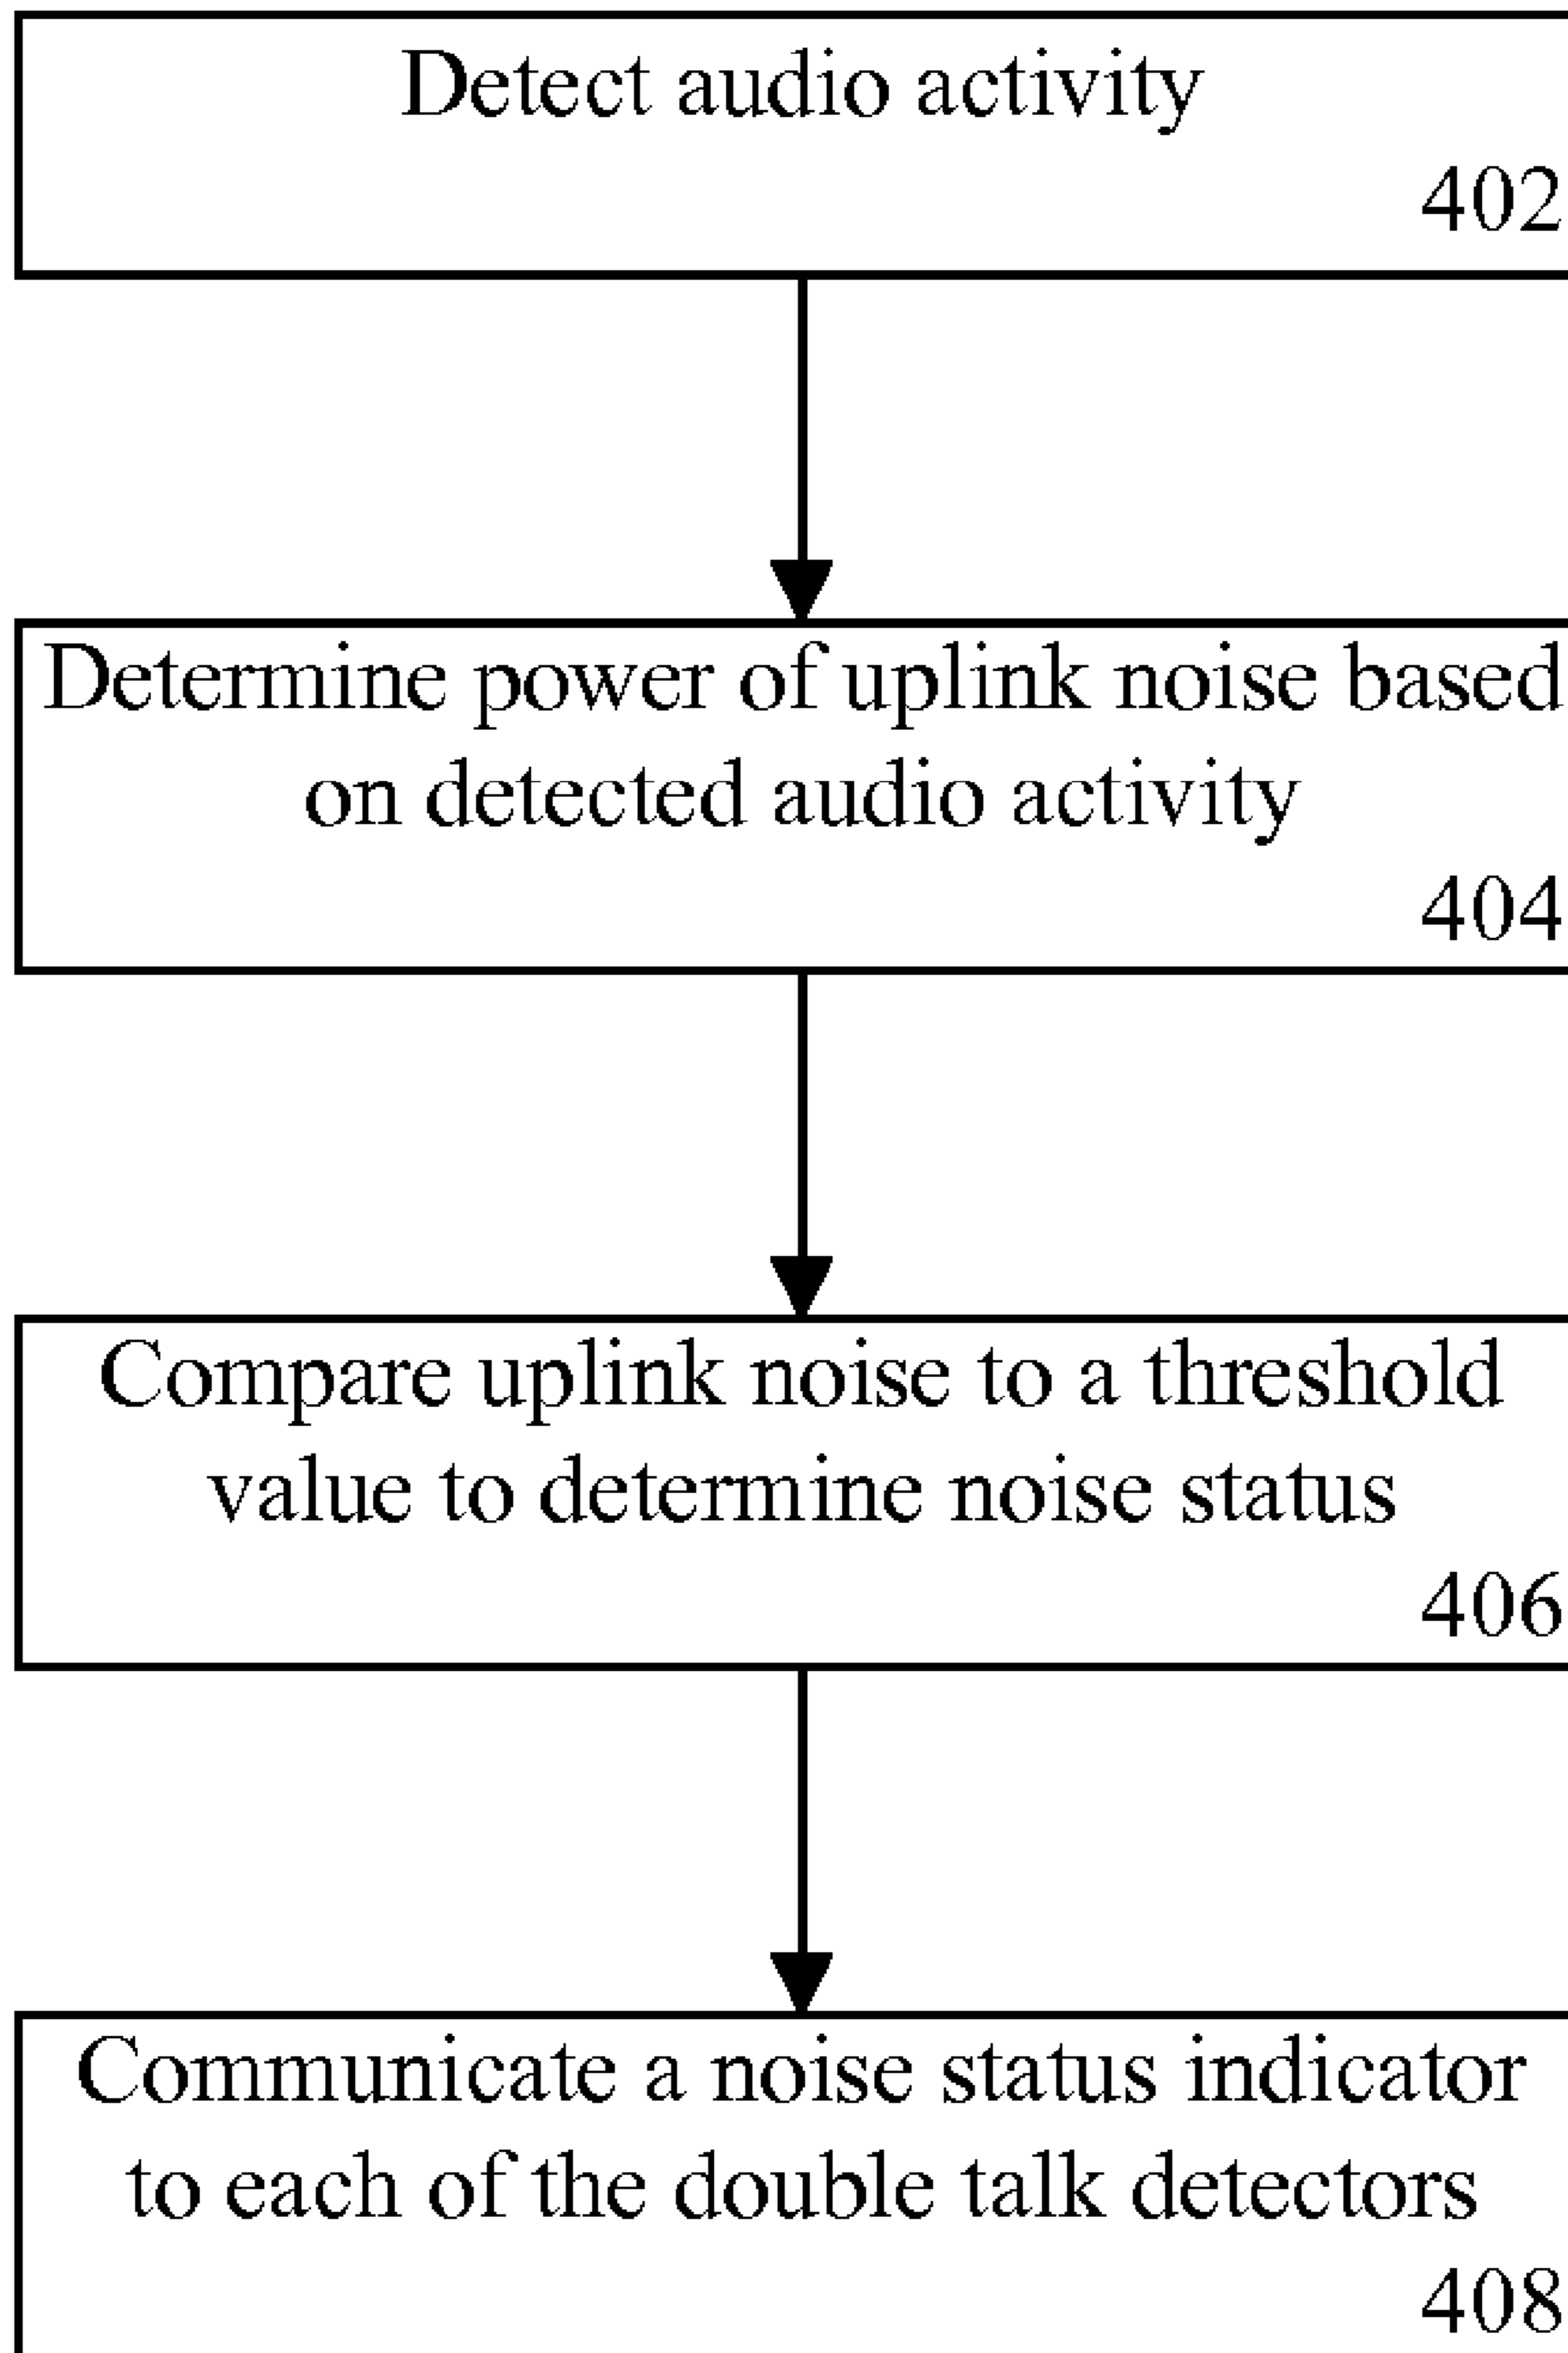 Detect audio activity
402
Determine power of uplink noise based
on detected audio activity
404
Compare uplink noise to a threshold
value to determine noise status
406
Communicate a noise status indicator
to each of the double talk detectors
408